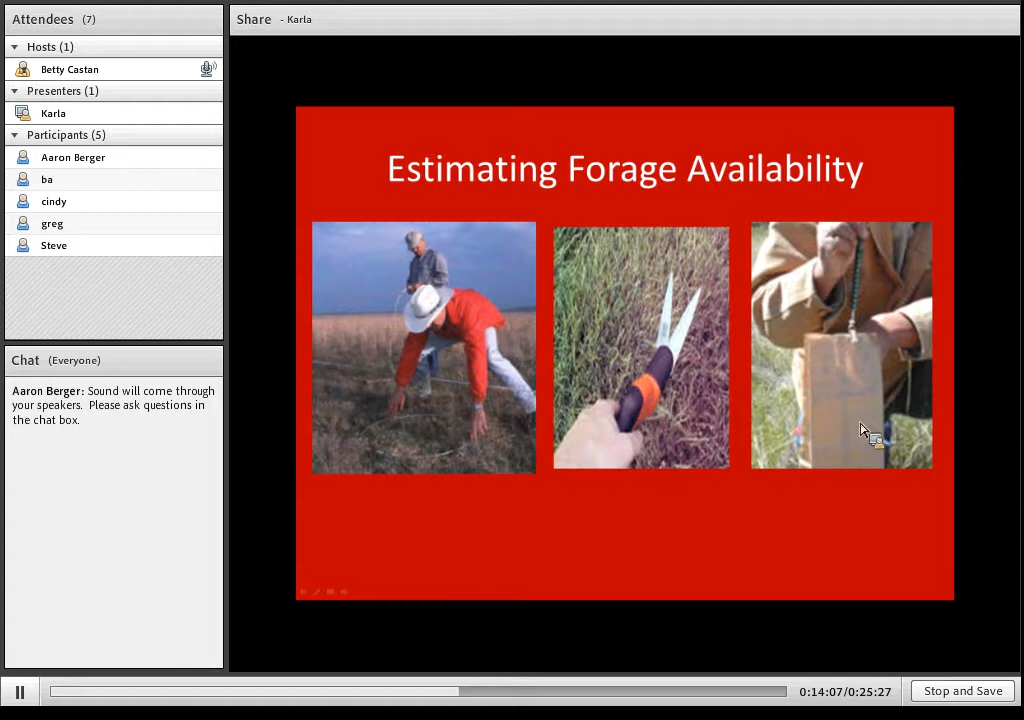 Attendees (7)
Hosts (1)
Betty Castan
Presenters (1)
Karla
Participants (5)
Aaron Berger
ba
cindy
greg
Steve
Chat (Everyone)
Aaron Berger: Sound will come through
your speakers. Please ask questions in
the chat box.
Share - Karla
Estimating Forage Availability
0:14:07/0:25:27
Stop and Save